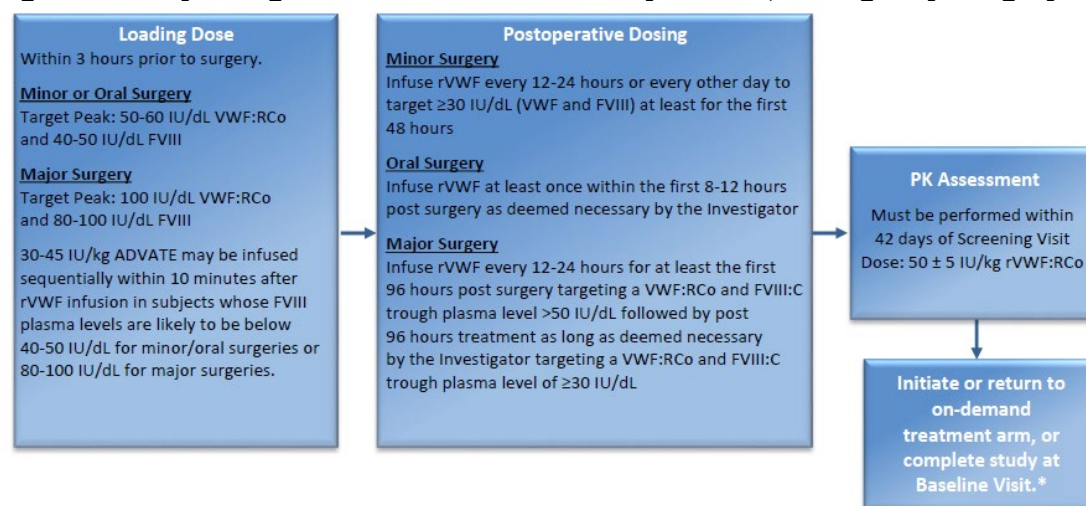 Loading Dose
Within 3 hours prior to surgery.
Minor or Oral Surgery
Target Peak: 50-60 IU/dL VWF:RCo
and 40-50 IU/dL FVIII
Major Surgery
Target Peak: 100 IU/dL VWF:RCo
and 80-100 IU/dL FVIII
30-45 IU/kg ADVATE may be infused
sequentially within 10 minutes after
rVWF infusion in subjects whose FVIII
plasma levels are likely to be below
40-50 IU/dL for minor/oral surgeries or
80-100 IU/dL for major surgeries.
Postoperative Dosing
Minor Surgery
Infuse rVWF every 12-24 hours or every other day to
target ≥30 IU/dL (VWF and FVIII) at least for the first
48 hours
Oral Surgery
Infuse rVWF at least once within the first 8-12 hours
post surgery as deemed necessary by the Investigator
Major Surgery
Infuse rVWF every 12-24 hours for at least the first
96 hours post surgery targeting a VWF:RCo and FVIII:C
trough plasma level >50 IU/dL followed by post
96 hours treatment as long as deemed necessary
by the Investigator targeting a VWF:RCo and FVIII:C
trough plasma level of ≥30 IU/dL
PK Assessment
Must be performed within
42 days of Screening Visit
Dose: 50 ± 5 IU/kg rVWF:RCo
Initiate or return to
on-demand
treatment arm, or
complete study at
Baseline Visit.*